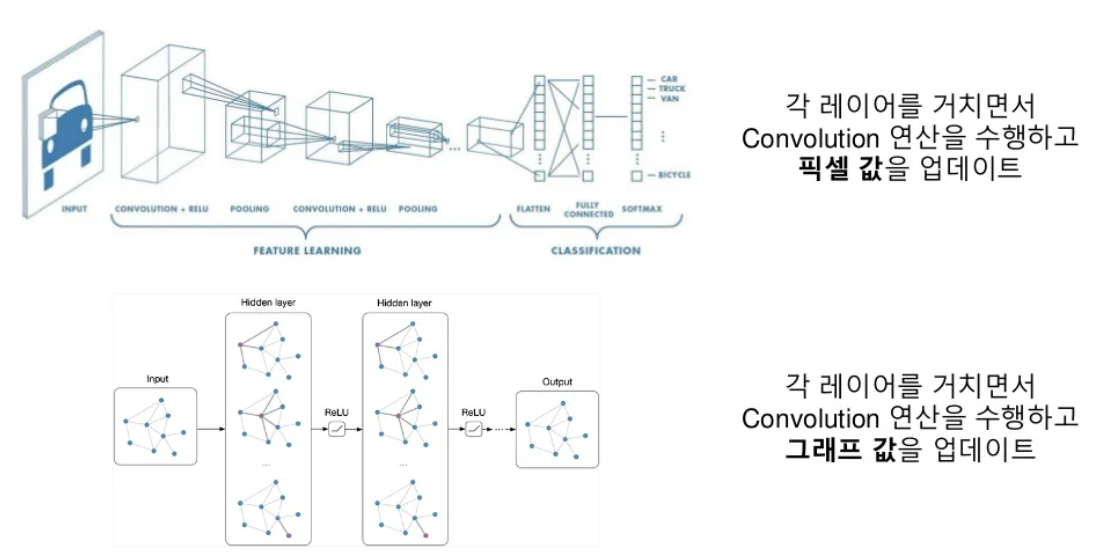 CAR
TRUCK
VAN
BICYCLE
INPUT
CONVOLUTION + RELU
POOLING
CONVOLUTION + RELU
POOLING
FLATTEN
FULLY
CONNECTED
SOFTMAX
FEATURE LEARNING
CLASSIFICATION
각 레이어를 거치면서
Convolution 연산을 수행하고
픽셀 값을 업데이트
Hidden layer
Hidden layer
Input
ReLU
ReLU
Output
...
...
각 레이어를 거치면서
Convolution 연산을 수행하고
그래프 값을 업데이트